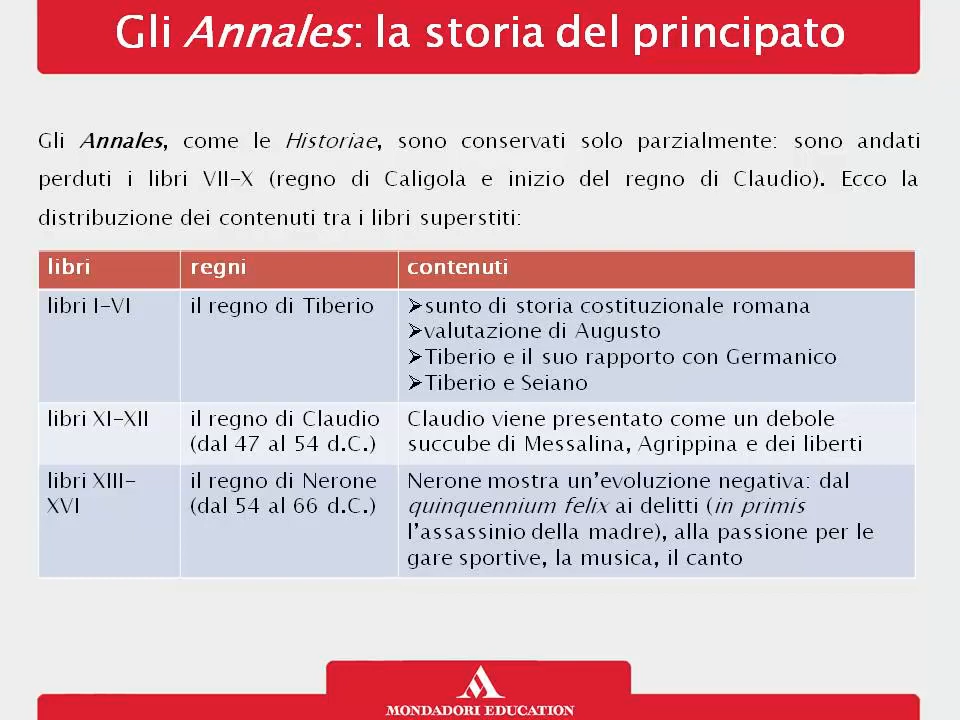 Gli Annales: la storia del principato
Gli Annales, come le Historiae, sono conservati solo parzialmente: sono andati
perduti i libri VII-X (regno di Caligola e inizio del regno di Claudio). Ecco la
distribuzione dei contenuti tra i libri superstiti:
libri regni contenuti
libri I-VI il regno di Tiberio ➢sunto di storia costituzionale romana
➢valutazione di Augusto
➢Tiberio e il suo rapporto con Germanico
➢Tiberio e Seiano
libri XI-XII il regno di Claudio Claudio viene presentato come un debole
(dal 47 al 54 d.C.) succube di Messalina, Agrippina e dei liberti
libri XIII- il regno di Nerone Nerone mostra un'evoluzione negativa: dal
XVI (dal 54 al 66 d.C.) quinquennium felix ai delitti (in primis
l'assassinio della madre), alla passione per le
gare sportive, la musica, il canto
MONDADORI EDUCATION